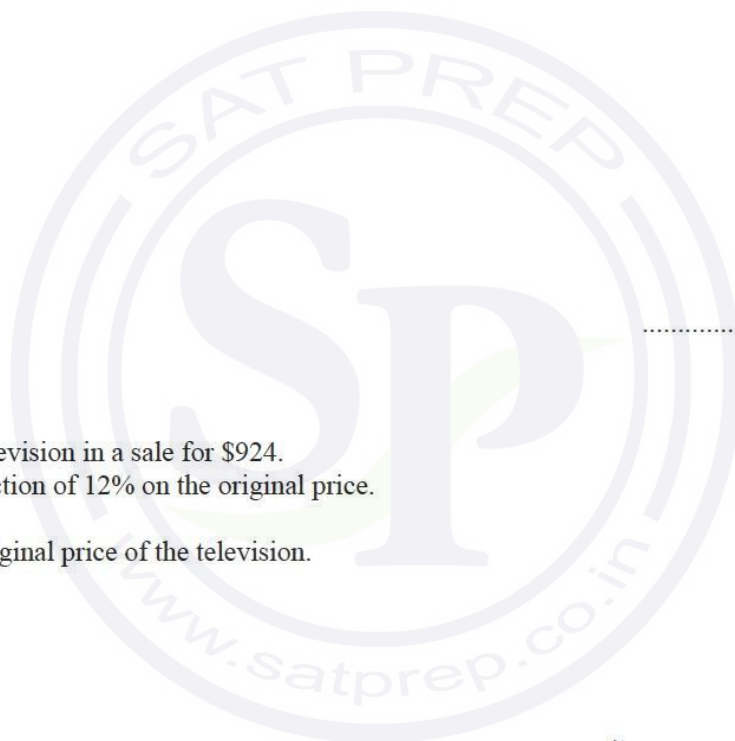 SAT PREP
SP
..............
evision in a sale for $924.
ction of 12% on the original price.
ginal price of the television.
www.satprep.co.in